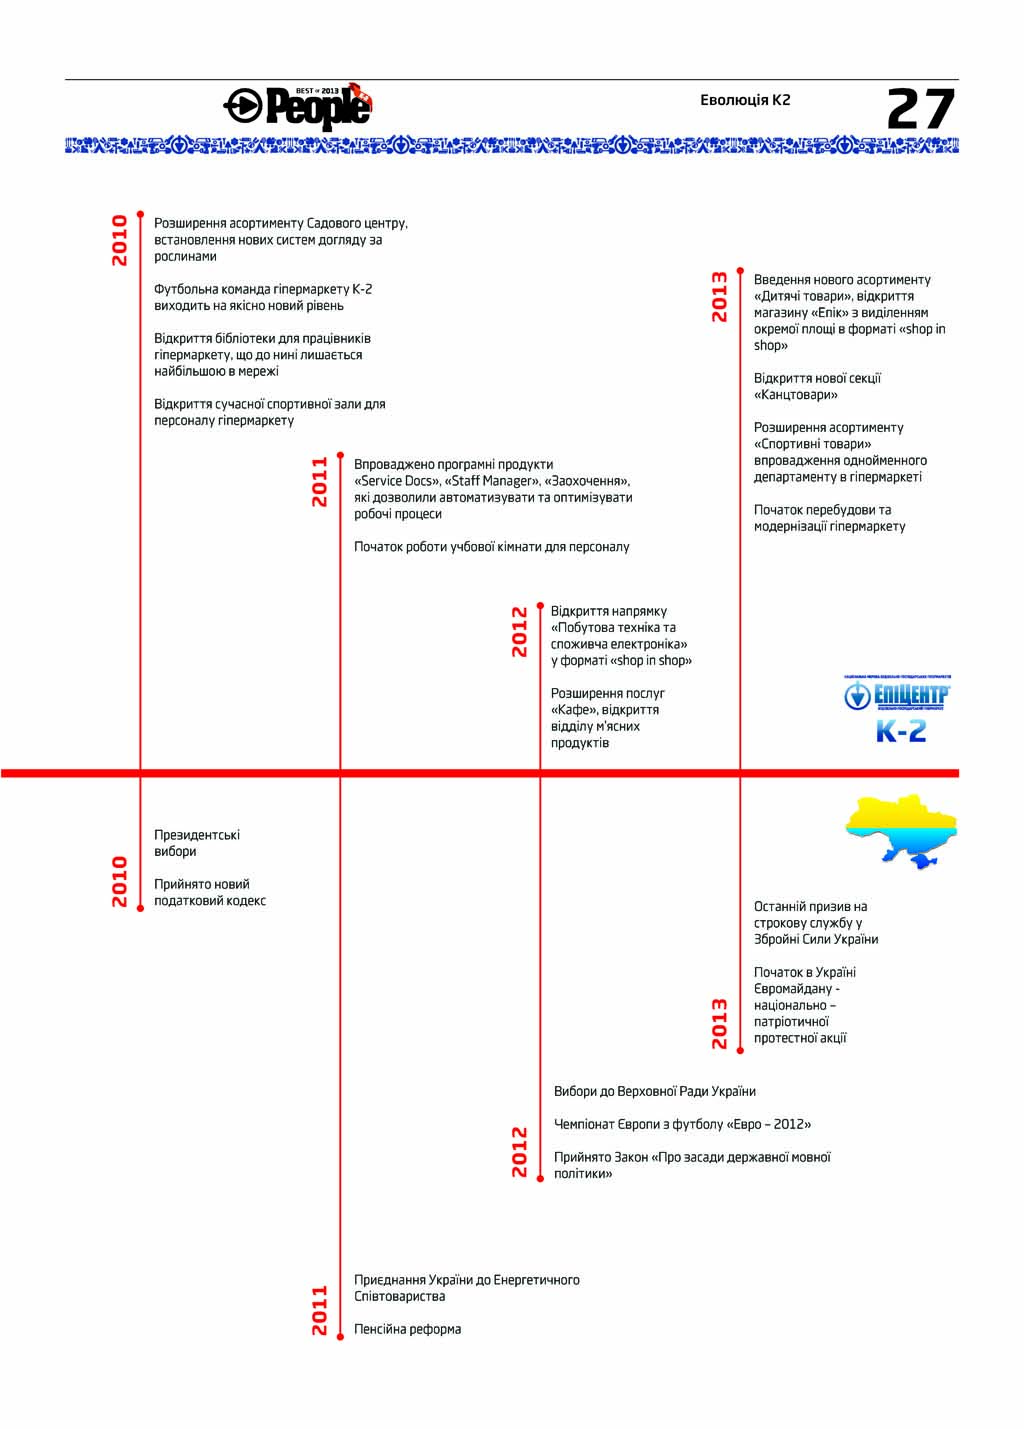 BEST of 2013
People
Еволюція К2
27
2010
Розширення асортименту Садового центру,
встановлення нових систем догляду за
рослинами
Футбольна команда гіпермаркету К-2
виходить на якісно новий рівень
Відкриття бібліотеки для працівників
гіпермаркету, що до нині лишається
найбільшою в мережі
Відкриття сучасної спортивної зали для
персоналу гіпермаркету
2011
Впроваджено програмні продукти
«Service Docs», «Staff Manager», «Заохочення»,
які дозволили автоматизувати та оптимізувати
робочі процеси
Початок роботи учбової кімнати для персоналу
2012
Відкриття напрямку
«Побутова техніка та
споживча електроніка»
у форматі «shop in shop»
Розширення послуг
«Кафе», відкриття
відділу м'ясних
продуктів
2013
Введення нового асортименту
«Дитячі товари», відкриття
магазину «Епік» з виділенням
окремої площі в форматі «shop in
shop»
Відкриття нової секції
«Канцтовари»
Розширення асортименту
«Спортивні товари»
впровадження однойменного
департаменту в гіпермаркеті
Початок перебудови та
модернізації гіпермаркету
ЕПІЦЕНТР
К-2
2010
Президентські
вибори
Прийнято новий
податковий кодекс
2013
Останній призив на
строкову службу у
Збройні Сили України
Початок в Україні
Євромайдану -
національно –
патріотичної
протестної акції
2012
Вибори до Верховної Ради України
Чемпіонат Європи з футболу «Евро – 2012»
Прийнято Закон «Про засади державної мовної
політики»
2011
Приєднання України до Енергетичного
Співтовариства
Пенсійна реформа